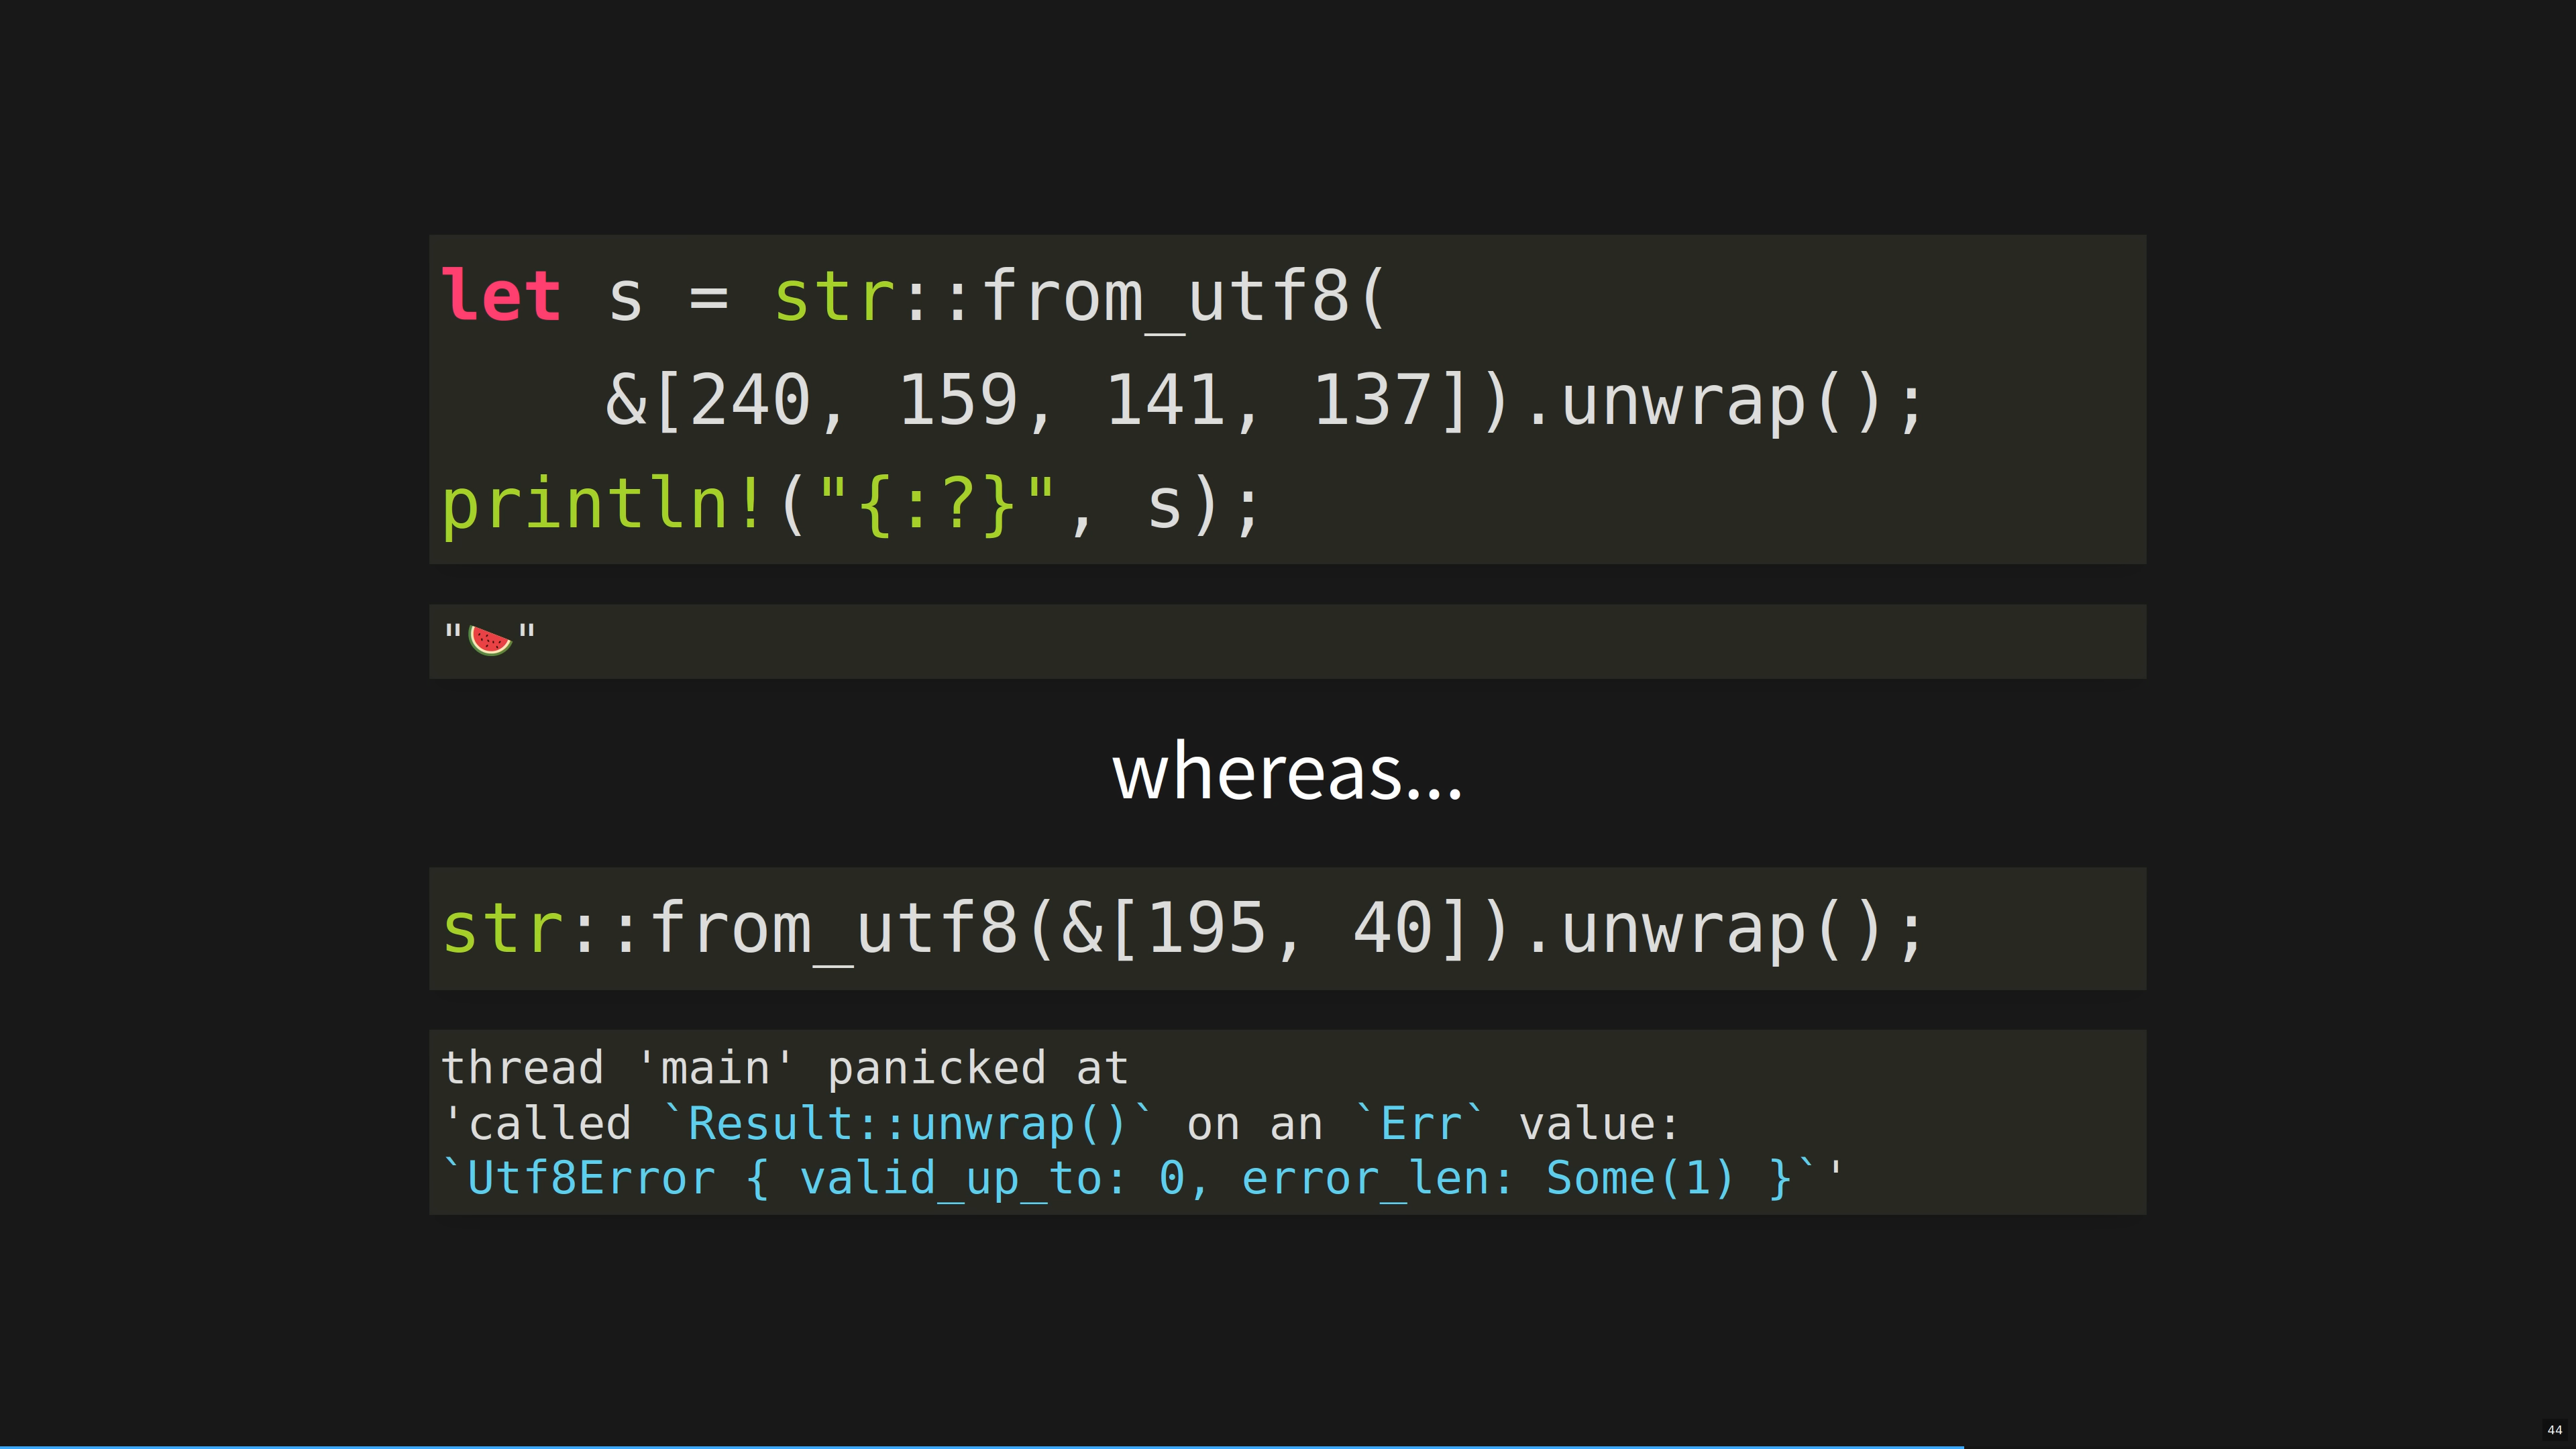 let s = str::from_utf8(
    &[240, 159, 141, 137]).unwrap();
println!("{:?}", s);
"🍉"
whereas...
str::from_utf8(&[195, 40]).unwrap();
thread 'main' panicked at
'called `Result::unwrap()` on an `Err` value:
`Utf8Error { valid_up_to: 0, error_len: Some(1) }`'
44